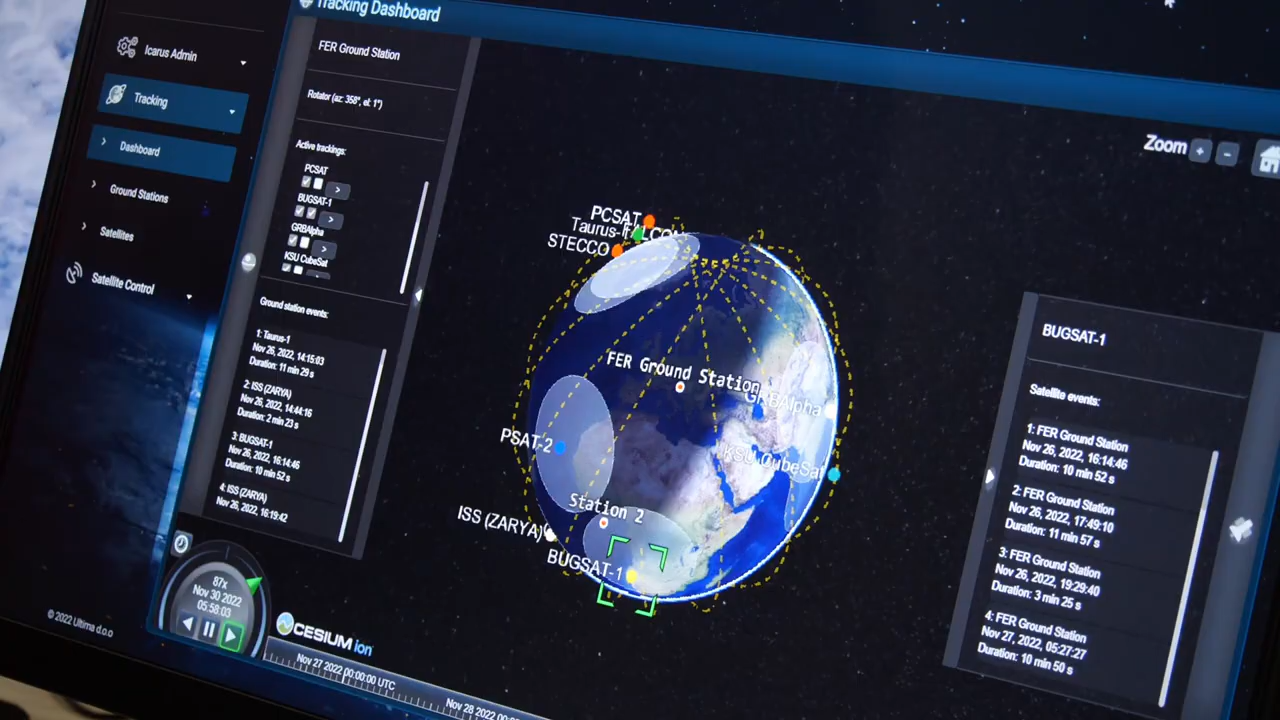 Tracking Dashboard
Icarus Admin
Tracking
Dashboard
Ground Stations
Satellites
Satellite Control
© 2022 Ultima d.o.o
FER Ground Station
Rotator (az: 358°, el: 1°)
Active trackings:
PCSAT
>
BUGSAT-1
>
GRBAlpha
>
KSU CubeSat
Ground station events:
1: Taurus-1
Nov 26, 2022, 14:15:03
Duration: 11 min 29 s
2: ISS (ZARYA)
Nov 26, 2022, 14:44:16
Duration: 2 min 23 s
3: BUGSAT-1
Nov 26, 2022, 16:14:46
Duration: 10 min 52 s
4: ISS (ZARYA)
Nov 26, 2022, 16:19:42
87x
Nov 30 2022
05:58:03
CESIUM ion
Nov 27 2022 00:00:00 UTC
Nov 28 2022
Zoom + -
PCSAT
STECCO
FER Ground Station
GRBAlpha
PSAT-2
KSU CubeSat
Station 2
ISS (ZARYA)
BUGSAT-1
BUGSAT-1
Satellite events:
1: FER Ground Station
Nov 26, 2022, 16:14:46
Duration: 10 min 52 s
2: FER Ground Station
Nov 26, 2022, 17:49:10
Duration: 11 min 57 s
3: FER Ground Station
Nov 26, 2022, 19:29:40
Duration: 3 min 25 s
4: FER Ground Station
Nov 27, 2022, 05:27:27
Duration: 10 min 50 s